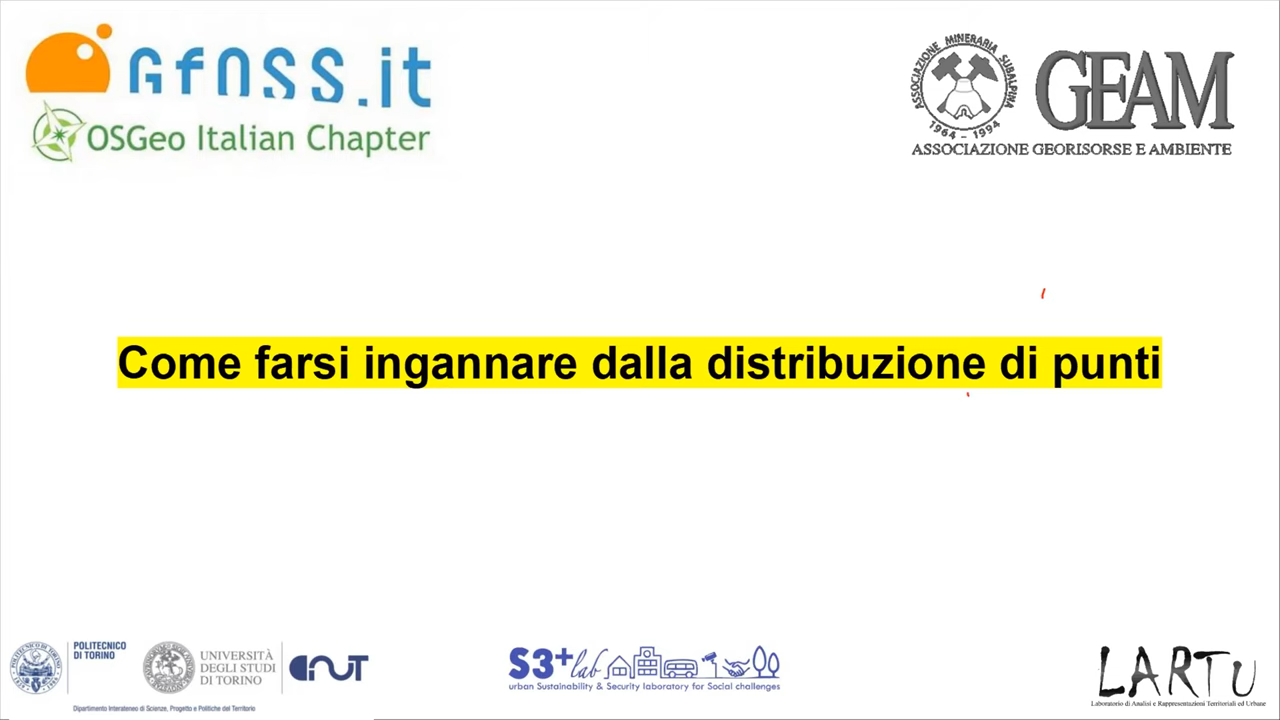 GfOSS.it
OSGeo Italian Chapter
ASSOCIAZIONE MINERARIA SUBALPINA
1964 - 1994
GEAM
ASSOCIAZIONE GEORISORSE E AMBIENTE
Come farsi ingannare dalla distribuzione di punti
POLITECNICO
DI TORINO
UNIVERSITÀ
DEGLI STUDI
DI TORINO
Dipartimento Interateneo di Scienze, Progetto e Politiche del Territorio
S3+lab
urban Sustainability & Security laboratory for Social challenges
LARTU
Laboratorio di Analisi e Rappresentazioni Territoriali ed Urbane